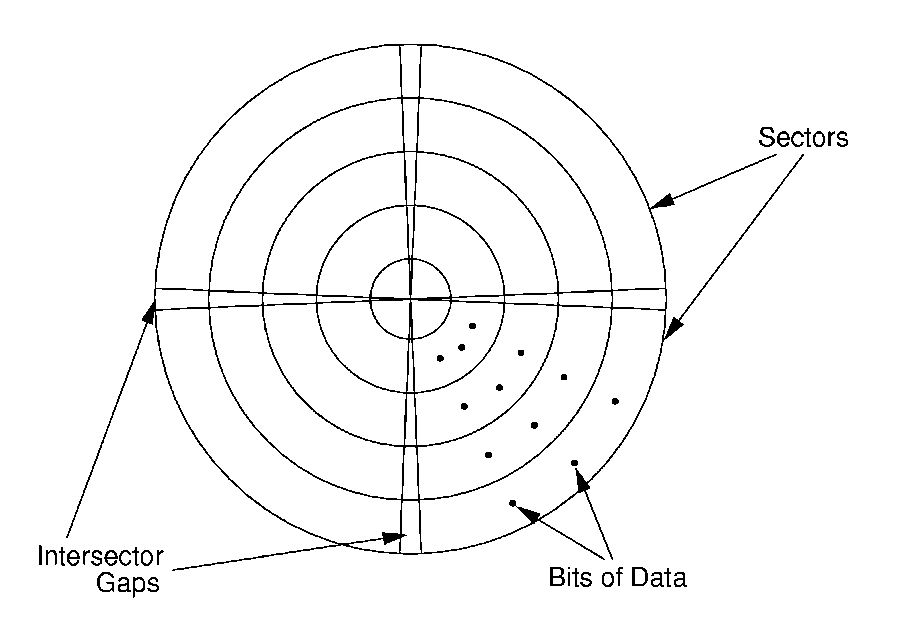 Sectors
Intersector
Gaps
Bits of Data